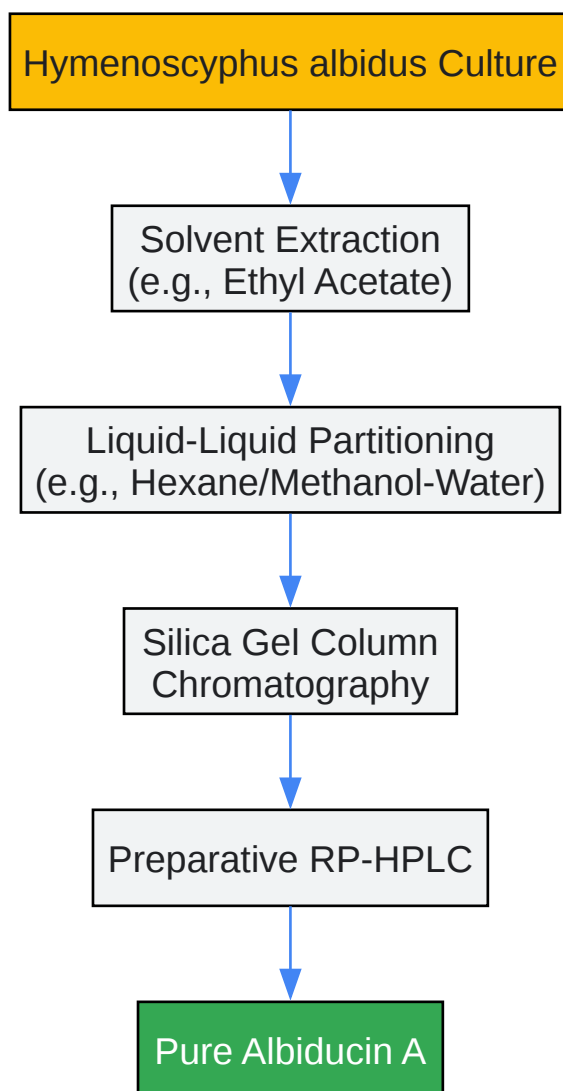 Hymenoscyphus albidus Culture
Solvent Extraction
(e.g., Ethyl Acetate)
Liquid-Liquid Partitioning
(e.g., Hexane/Methanol-Water)
Silica Gel Column
Chromatography
Preparative RP-HPLC
Pure Albiducin A